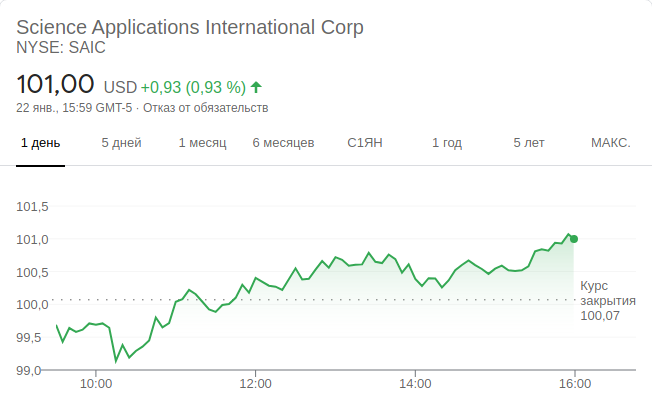 Science Applications International Corp
NYSE: SAIC
101,00 USD +0,93 (0,93 %)
22 янв., 15:59 GMT-5 · Отказ от обязательств
1 день 5 дней 1 месяц 6 месяцев С1ЯН 1 год 5 лет МАКС.
101,5
101,0
100,5
100,0
99,5
99,0
Курс
закрытия
100,07
10:00 12:00 14:00 16:00